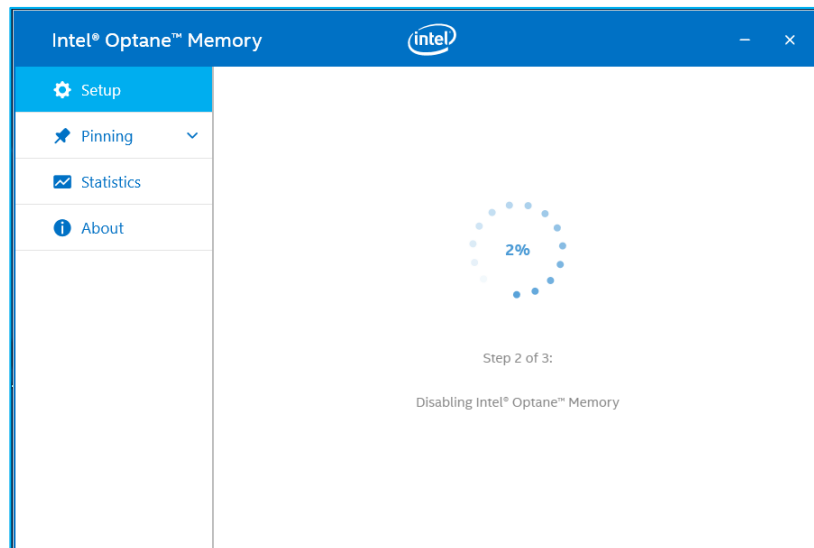 Intel® Optane™ Memory
intel
Setup
Pinning
Statistics
About
2%
Step 2 of 3:
Disabling Intel® Optane™ Memory